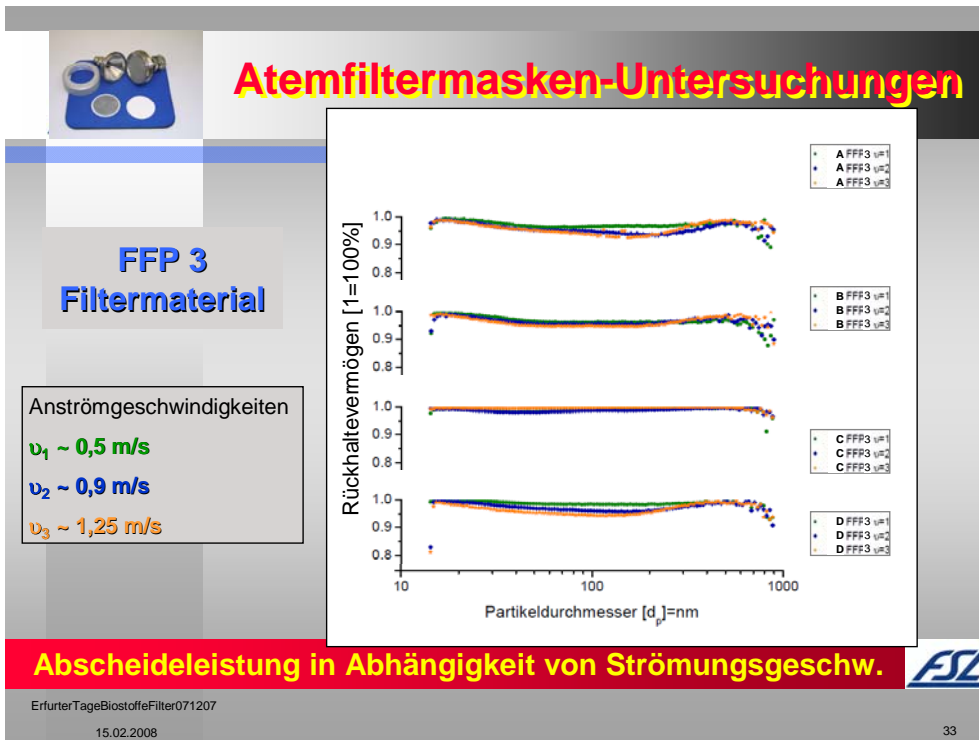 Atemfiltermasken-Untersuchungen
FFP 3
Filtermaterial
Anströmgeschwindigkeiten
υ1 ~ 0,5 m/s
υ2 ~ 0,9 m/s
υ3 ~ 1,25 m/s
Rückhaltevermögen [1=100%]
A FFF3 υ=1
A FFF3 υ=2
A FFF3 υ=3
1.0
0.9
0.8
B FFF3 υ=1
B FFF3 υ=2
B FFF3 υ=3
1.0
0.9
0.8
1.0
0.9
0.8
C FFF3 υ=1
C FFF3 υ=2
C FFF3 υ=3
1.0
0.9
0.8
D FFF3 υ=1
D FFF3 υ=2
D FFF3 υ=3
10
100
1000
Partikeldurchmesser [dp]=nm
Abscheideleistung in Abhängigkeit von Strömungsgeschw.
FSZ
ErfurterTageBiostoffeFilter071207
15.02.2008
33